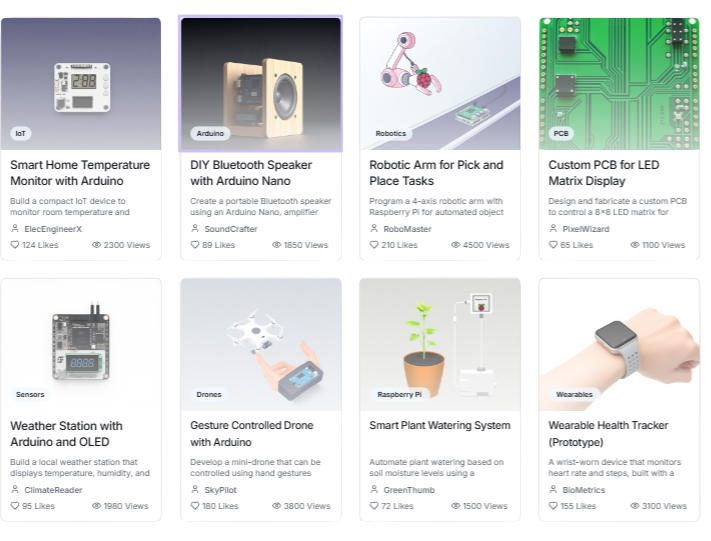 IoT
Smart Home Temperature
Monitor with Arduino
Build a compact IoT device to
monitor room temperature and
ElecEngineerX
124 Likes 2300 Views
Arduino
DIY Bluetooth Speaker
with Arduino Nano
Create a portable Bluetooth speaker
using an Arduino Nano, amplifier
SoundCrafter
89 Likes 1850 Views
Robotics
Robotic Arm for Pick and
Place Tasks
Program a 4-axis robotic arm with
Raspberry Pi for automated object
RoboMaster
210 Likes 4500 Views
PCB
Custom PCB for LED
Matrix Display
Design and fabricate a custom PCB
to control a 8×8 LED matrix for
PixelWizard
65 Likes 1100 Views
Sensors
Weather Station with
Arduino and OLED
Build a local weather station that
displays temperature, humidity, and
ClimateReader
95 Likes 1980 Views
Drones
Gesture Controlled Drone
with Arduino
Develop a mini-drone that can be
controlled using hand gestures
SkyPilot
180 Likes 3800 Views
Raspberry Pi
Smart Plant Watering System
Automate plant watering based on
soil moisture levels using a
GreenThumb
72 Likes 1500 Views
Wearables
Wearable Health Tracker
(Prototype)
A wrist-worn device that monitors
heart rate and steps, built with a
BioMetrics
155 Likes 3100 Views